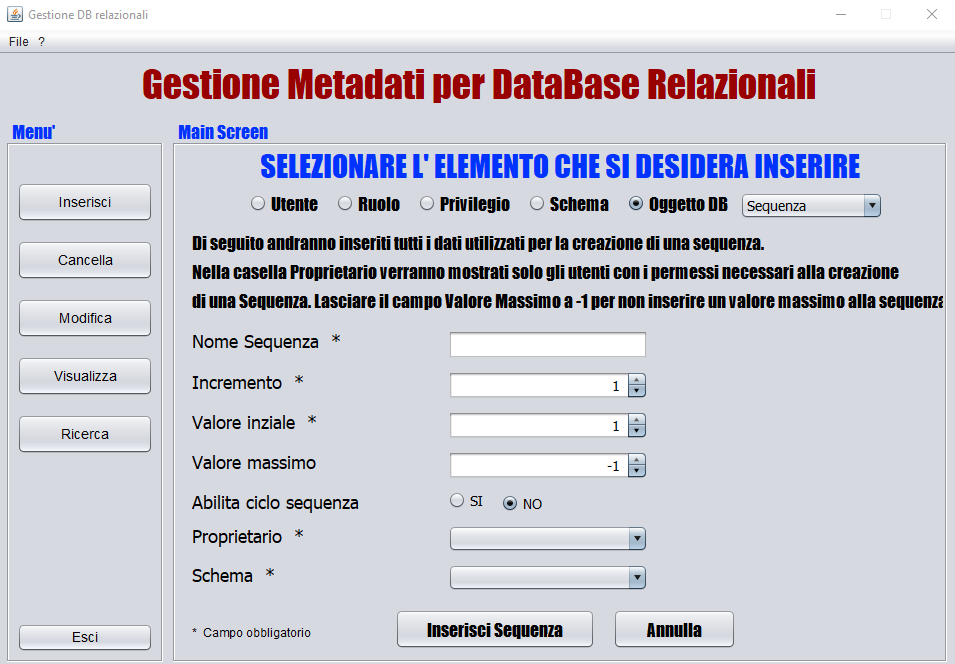 Gestione DB relazionali
File ?
Gestione Metadati per DataBase Relazionali
Menu'
Main Screen
Inserisci
Cancella
Modifica
Visualizza
Ricerca
Esci
SELEZIONARE L' ELEMENTO CHE SI DESIDERA INSERIRE
Utente Ruolo Privilegio Schema Oggetto DB Sequenza
Di seguito andranno inseriti tutti i dati utilizzati per la creazione di una sequenza.
Nella casella Proprietario verranno mostrati solo gli utenti con i permessi necessari alla creazione
di una Sequenza. Lasciare il campo Valore Massimo a -1 per non inserire un valore massimo alla sequenza
Nome Sequenza *
Incremento * 1
Valore inziale * 1
Valore massimo -1
Abilita ciclo sequenza SI NO
Proprietario *
Schema *
* Campo obbligatorio
Inserisci Sequenza Annulla